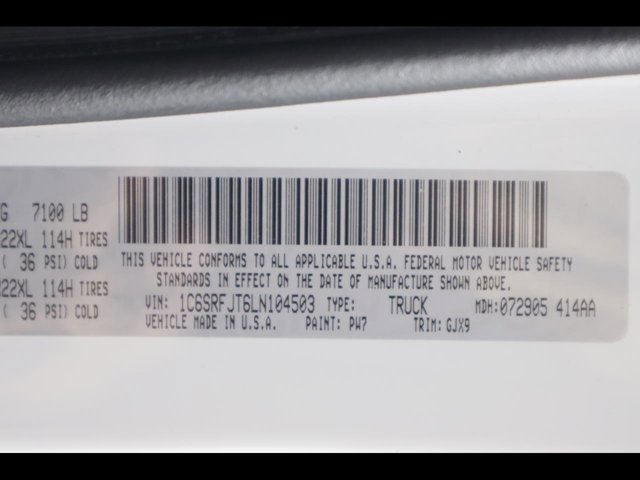 G 7100 LB
22XL 114H TIRES
( 36 PSI) COLD
22XL 114H TIRES
( 36 PSI) COLD
THIS VEHICLE CONFORMS TO ALL APPLICABLE U.S.A. FEDERAL MOTOR VEHICLE SAFETY
STANDARDS IN EFFECT ON THE DATE OF MANUFACTURE SHOWN ABOVE.
VIN: 1C6SRFJT6LN104503 TYPE: TRUCK MDH:072905 414AA
VEHICLE MADE IN U.S.A. PAINT: PW7 TRIM: GJX9